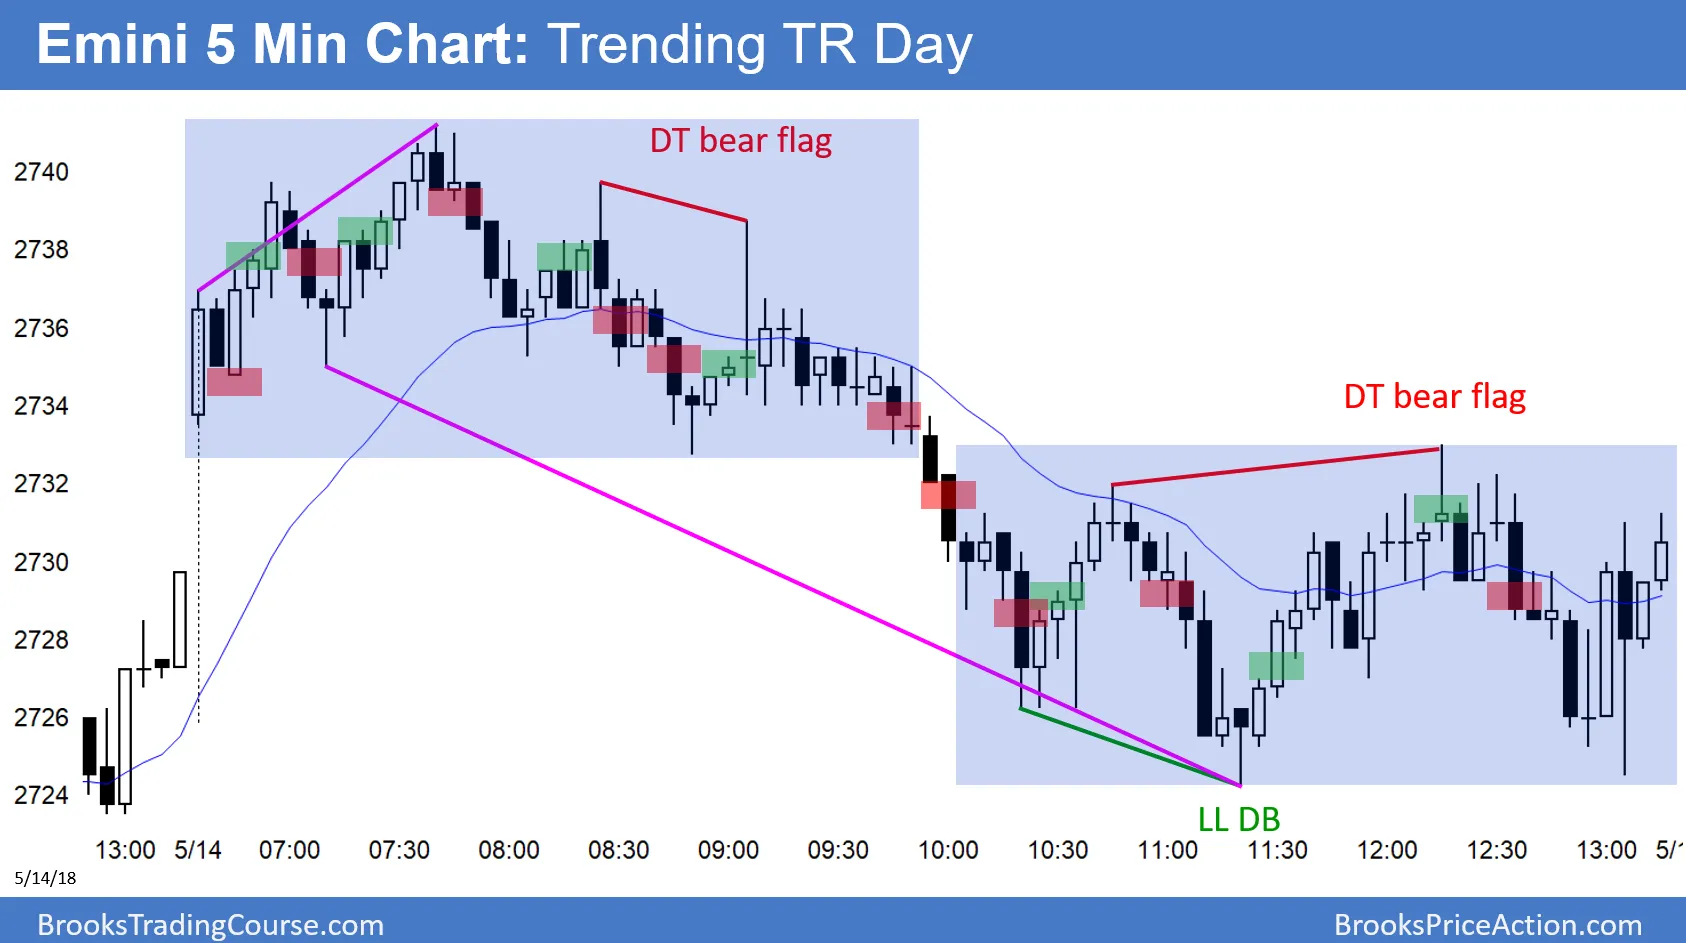 Emini 5 Min Chart: Trending TR Day
DT bear flag
2740
2738
2736
2734
DT bear flag
2732
2730
2728
2726
2724
LL DB
13:00 5/14 07:00 07:30 08:00 08:30 09:00 09:30 10:00 10:30 11:00 11:30 12:00 12:30 13:00 5/1
5/14/18
BrooksTradingCourse.com BrooksPriceAction.com